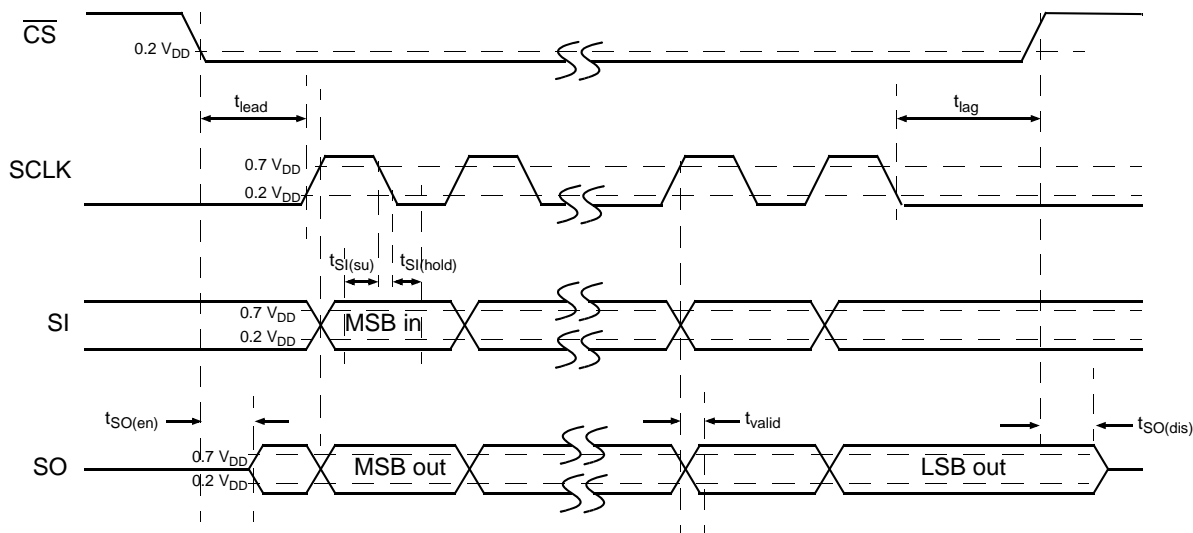 CS
0.2 VDD
tlead
tlag
SCLK
0.7 VDD
0.2 VDD
tSI(su)
tSI(hold)
SI
0.7 VDD
0.2 VDD
MSB in
tSO(en)
tvalid
tSO(dis)
SO
0.7 VDD
0.2 VDD
MSB out
LSB out